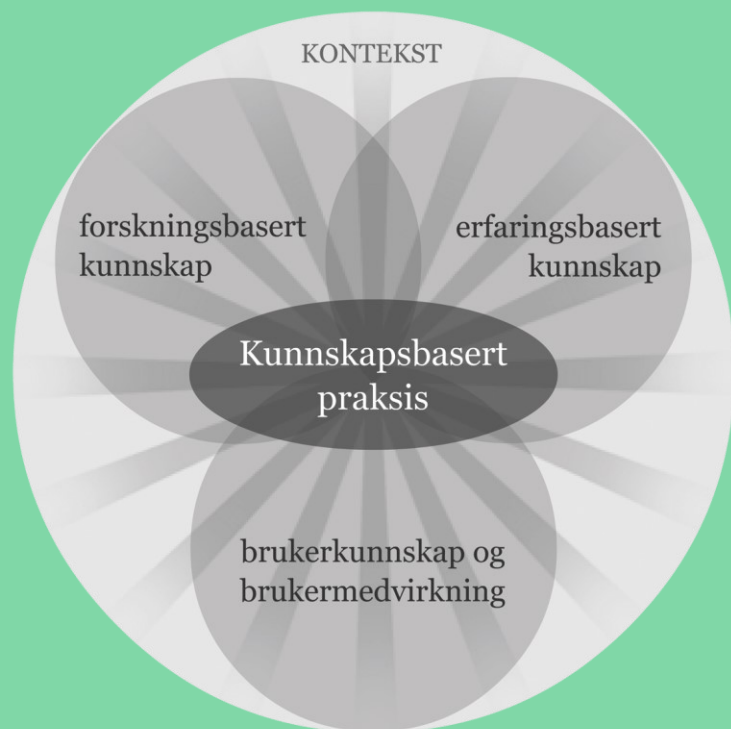 KONTEKST
forskningsbasert
kunnskap
erfaringsbasert
kunnskap
Kunnskapsbasert
praksis
brukerkunnskap og
brukermedvirkning